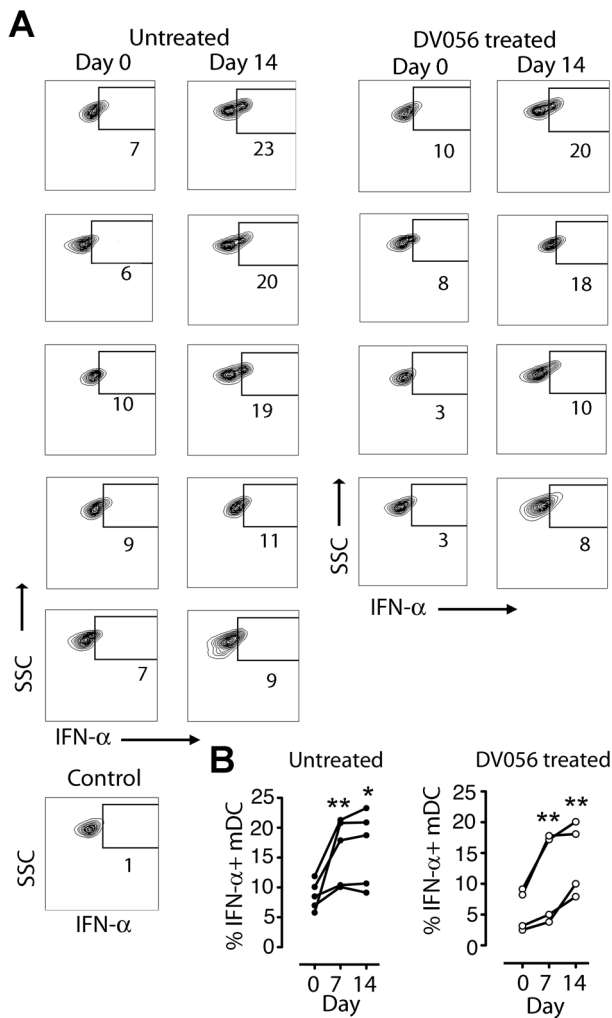 A
Untreated
DV056 treated
Day 0 Day 14
Day 0 Day 14
7 23 10 20
6 20 8 18
10 19 3 10
9 11 3 8
SSC
IFN-α
7 9
SSC
IFN-α
Control
1
SSC
IFN-α
B
Untreated
DV056 treated
% IFN-α+ mDC
25
20
15
10
5
0
** *
0 7 14
Day
% IFN-α+ mDC
25
20
15
10
5
0
** **
0 7 14
Day